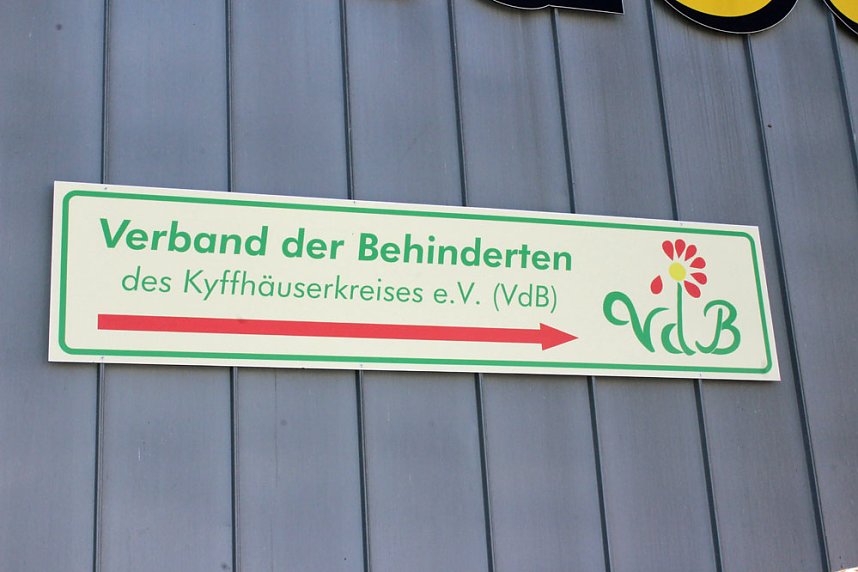 Verband der Behinderten
des Kyffhäuserkreises e.V. (VdB)
VdB